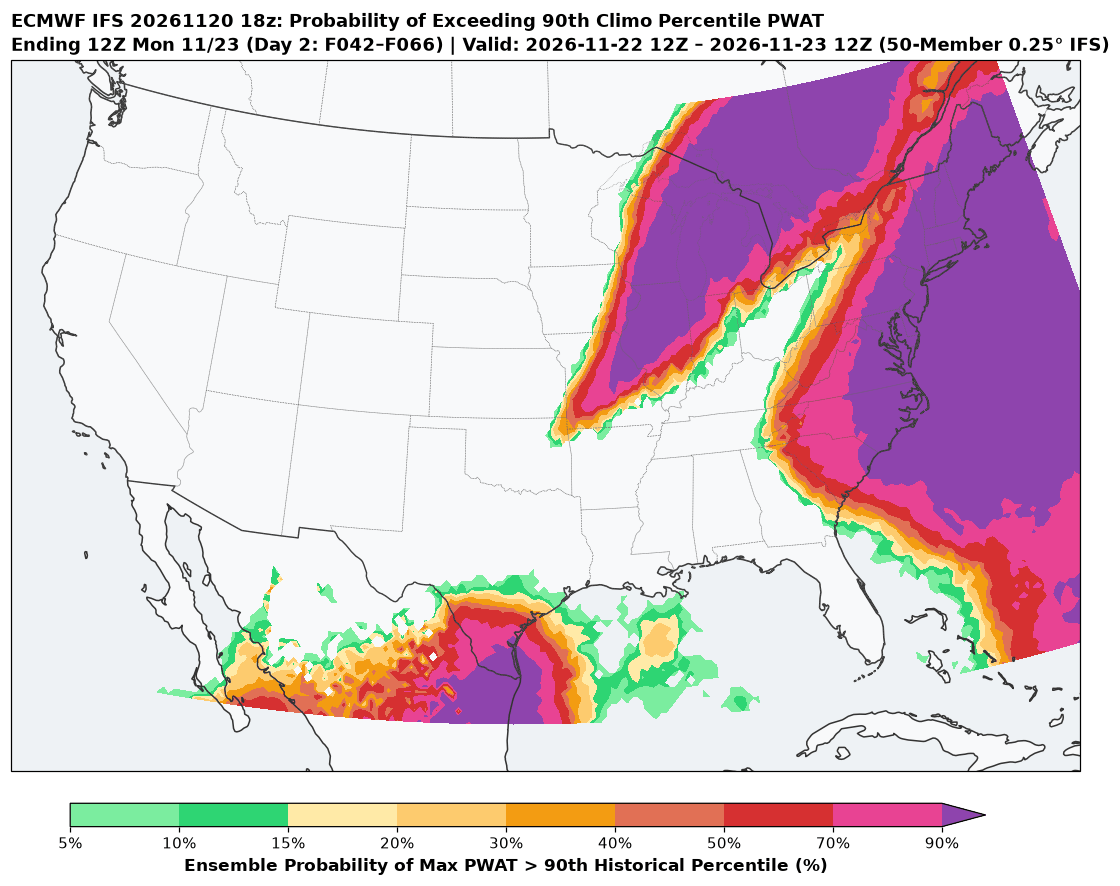 ECMWF IFS 20261120 18z: Probability of Exceeding 90th Climo Percentile PWAT
Ending 12Z Mon 11/23 (Day 2: F042–F066) | Valid: 2026-11-22 12Z – 2026-11-23 12Z (50-Member 0.25° IFS)
5% 10% 15% 20% 30% 40% 50% 70% 90%
Ensemble Probability of Max PWAT > 90th Historical Percentile (%)